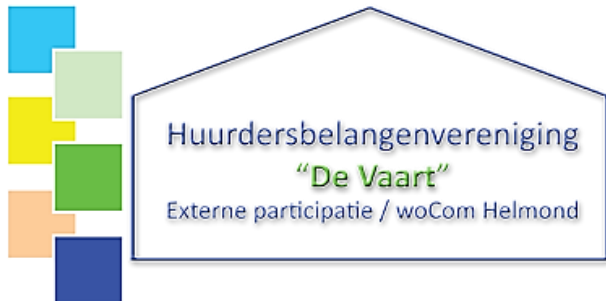 Huurdersbelangenvereniging
“De Vaart”
Externe participatie / woCom Helmond